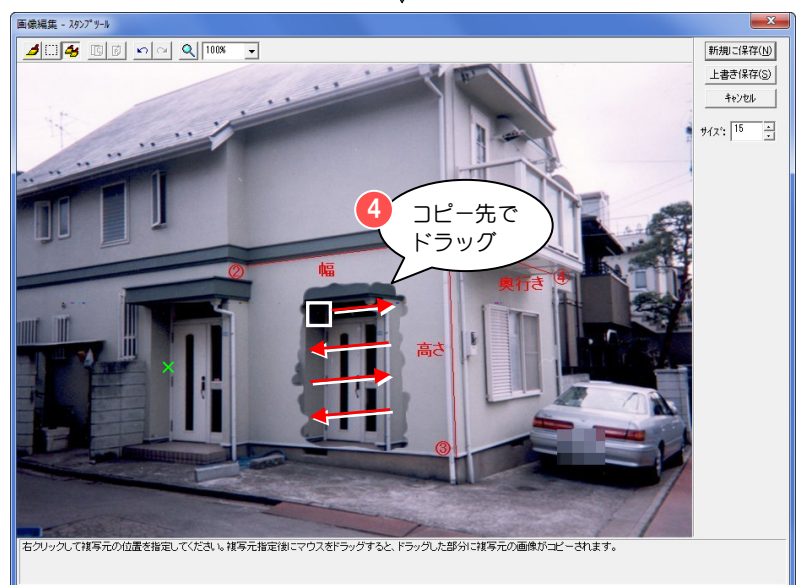 画像編集 - ｽﾀﾝﾌﾟﾂｰﾙ
100%
新規に保存(N)
上書き保存(S)
ｷｬﾝｾﾙ
ｻｲｽﾞ: 15
4
コピー先で
ドラッグ
② 幅 奥行き ④
高さ
③
右クリックして複写元の位置を指定してください。複写元指定後にマウスをドラッグすると、ドラッグした部分に複写元の画像がコピーされます。